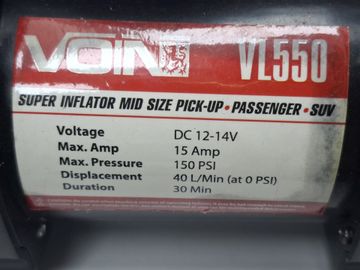 VOIN VL550
SUPER INFLATOR MID SIZE PICK-UP • PASSENGER • SUV
Voltage DC 12-14V
Max. Amp 15 Amp
Max. Pressure 150 PSI
Displacement 40 L/Min (at 0 PSI)
Duration 30 Min